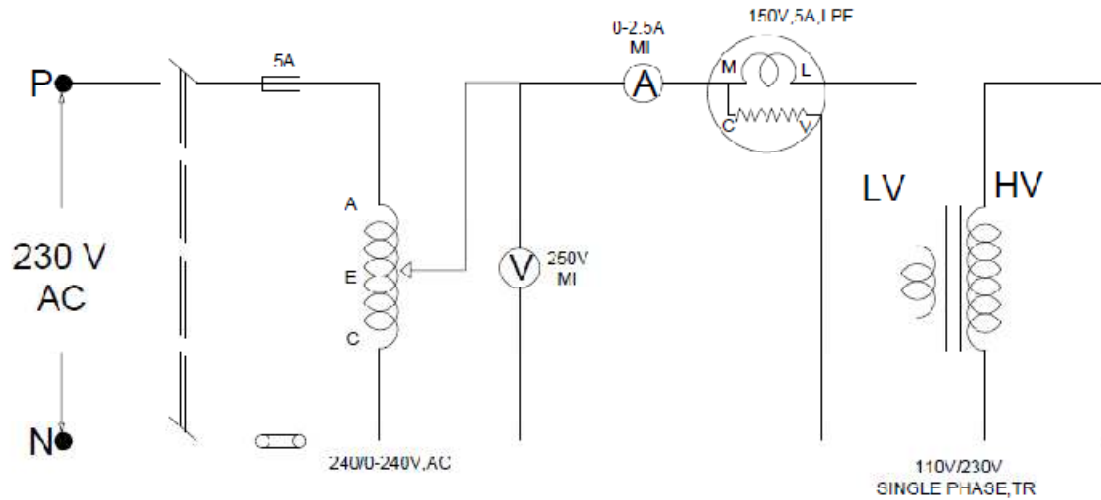 150V,5A,LPF
0-2.5A
MI
5A
P
A
M
L
C
V
A
LV
HV
230 V
AC
E
V
250V
MI
C
N
240/0-240V,AC
110V/230V
SINGLE PHASE,TR